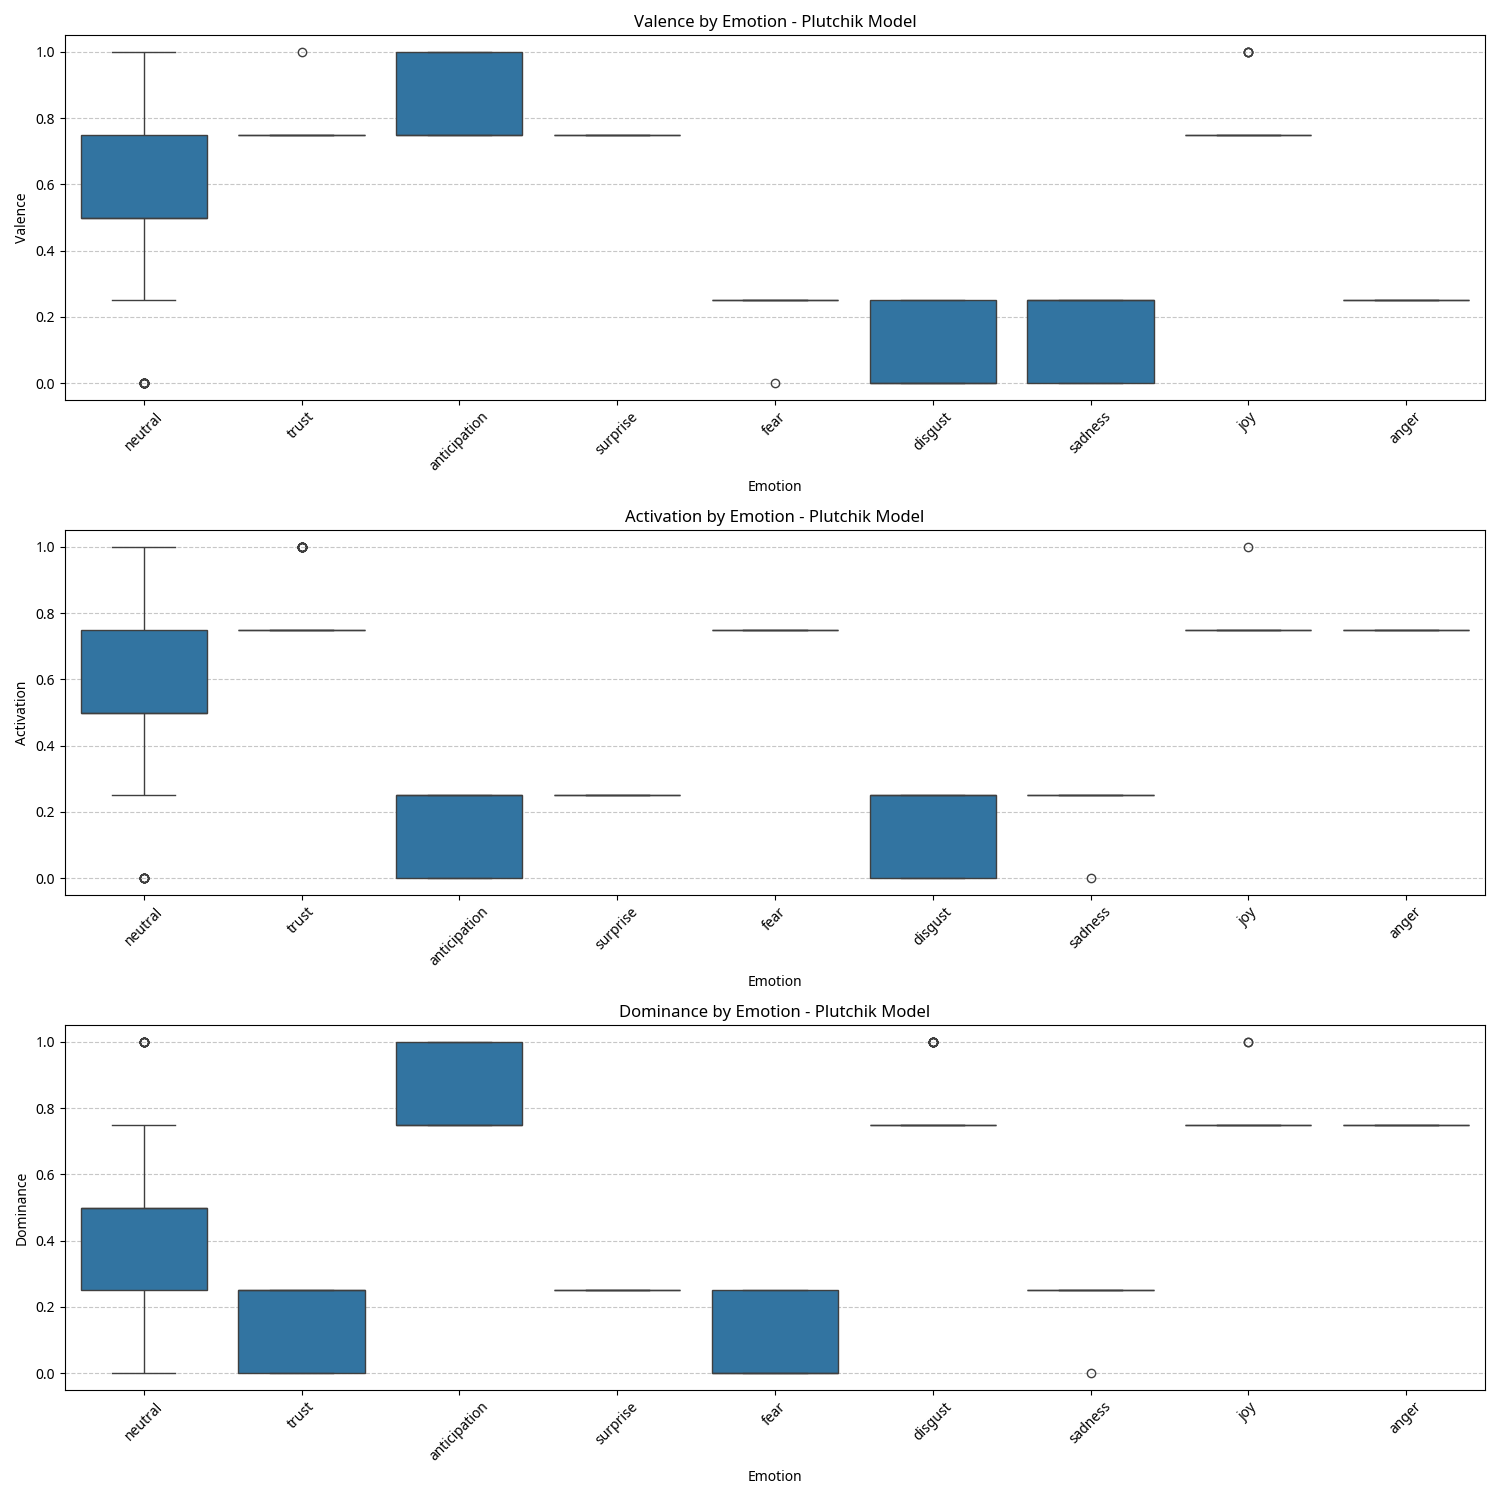 Valence by Emotion - Plutchik Model
1.0
0.8
0.6
0.4
0.2
0.0
Valence
neutral
trust
anticipation
surprise
fear
disgust
sadness
joy
anger
Emotion
Activation by Emotion - Plutchik Model
1.0
0.8
0.6
0.4
0.2
0.0
Activation
neutral
trust
anticipation
surprise
fear
disgust
sadness
joy
anger
Emotion
Dominance by Emotion - Plutchik Model
1.0
0.8
0.6
0.4
0.2
0.0
Dominance
neutral
trust
anticipation
surprise
fear
disgust
sadness
joy
anger
Emotion